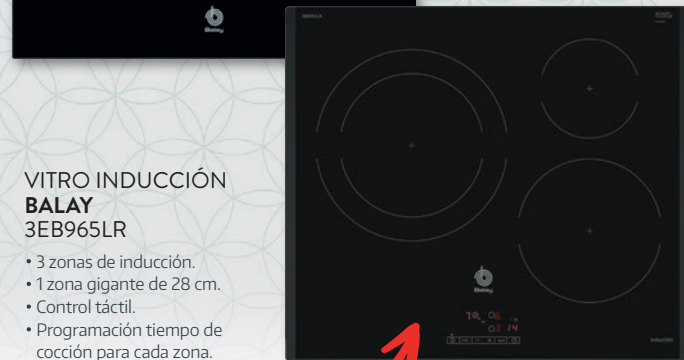 Balay
VITRO INDUCCIÓN
BALAY
3EB965LR
• 3 zonas de inducción.
• 1 zona gigante de 28 cm.
• Control táctil.
• Programación tiempo de
cocción para cada zona.
Balay
Inducción